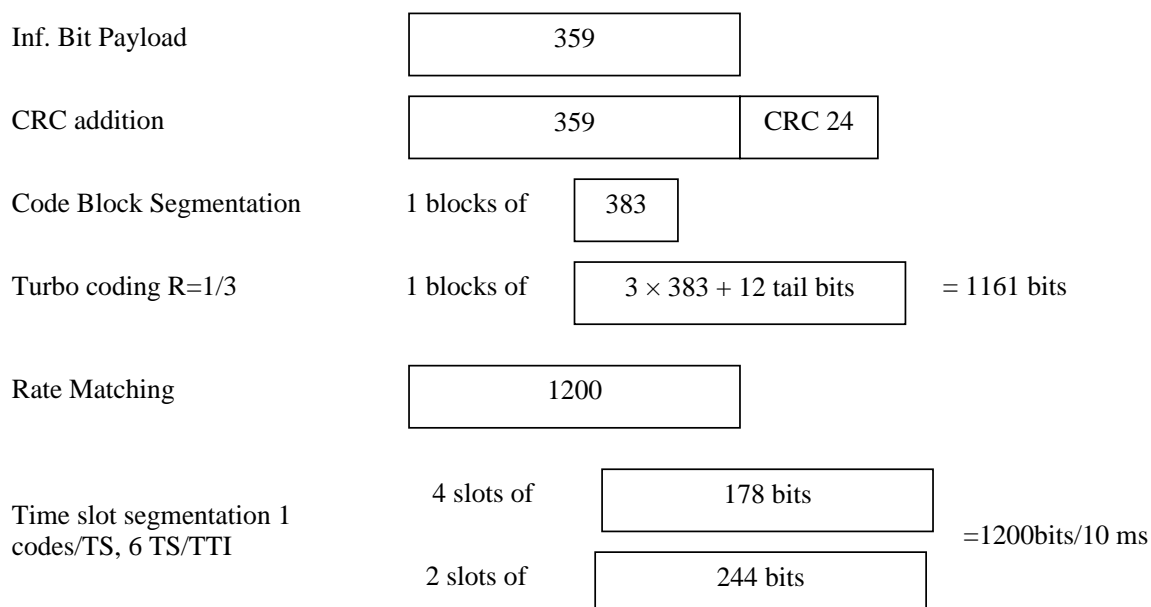 Inf. Bit Payload 359
CRC addition 359 CRC 24
Code Block Segmentation 1 blocks of 383
Turbo coding R=1/3 1 blocks of 3 × 383 + 12 tail bits = 1161 bits
Rate Matching 1200
4 slots of 178 bits
Time slot segmentation 1
codes/TS, 6 TS/TTI
=1200bits/10 ms
2 slots of 244 bits